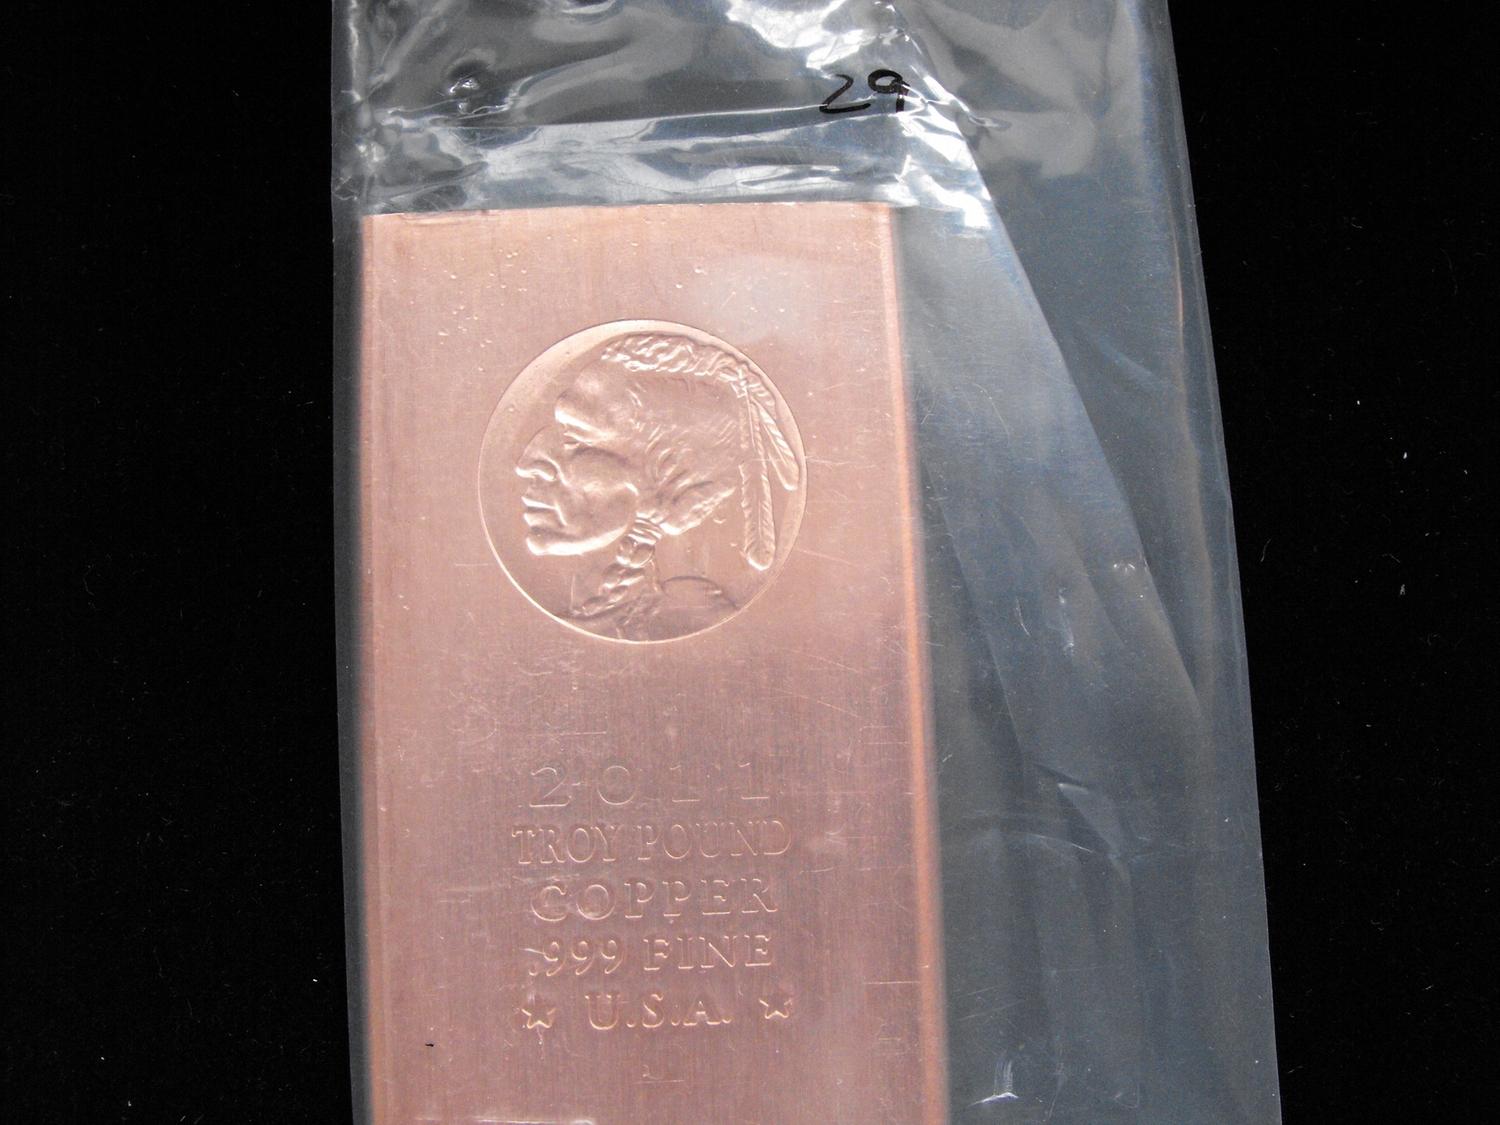 29
2011
TROY POUND
COPPER
.999 FINE
★ U.S.A. ★